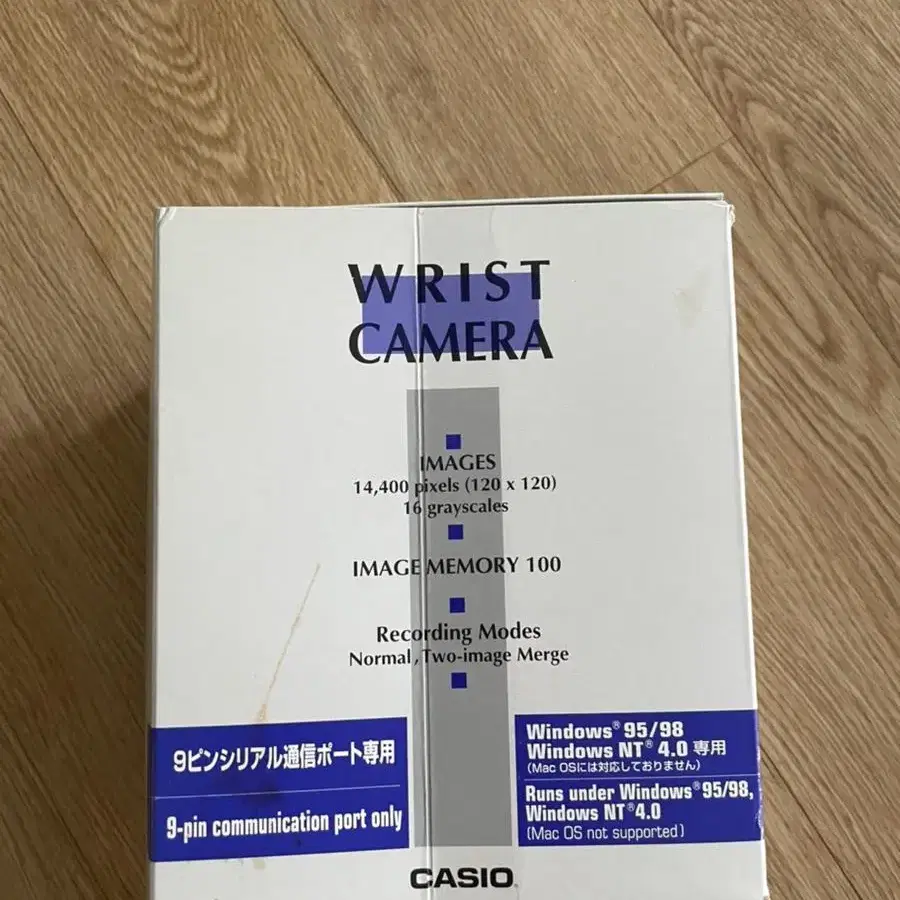 WRIST
CAMERA
IMAGES
14,400 pixels (120 x 120)
16 grayscales
IMAGE MEMORY 100
Recording Modes
Normal, Two-image Merge
9ピンシリアル通信ポート専用
9-pin communication port only
Windows® 95/98
Windows NT® 4.0 専用
(Mac OSには対応しておりません)
Runs under Windows®95/98,
Windows NT®4.0
(Mac OS not supported)
CASIO